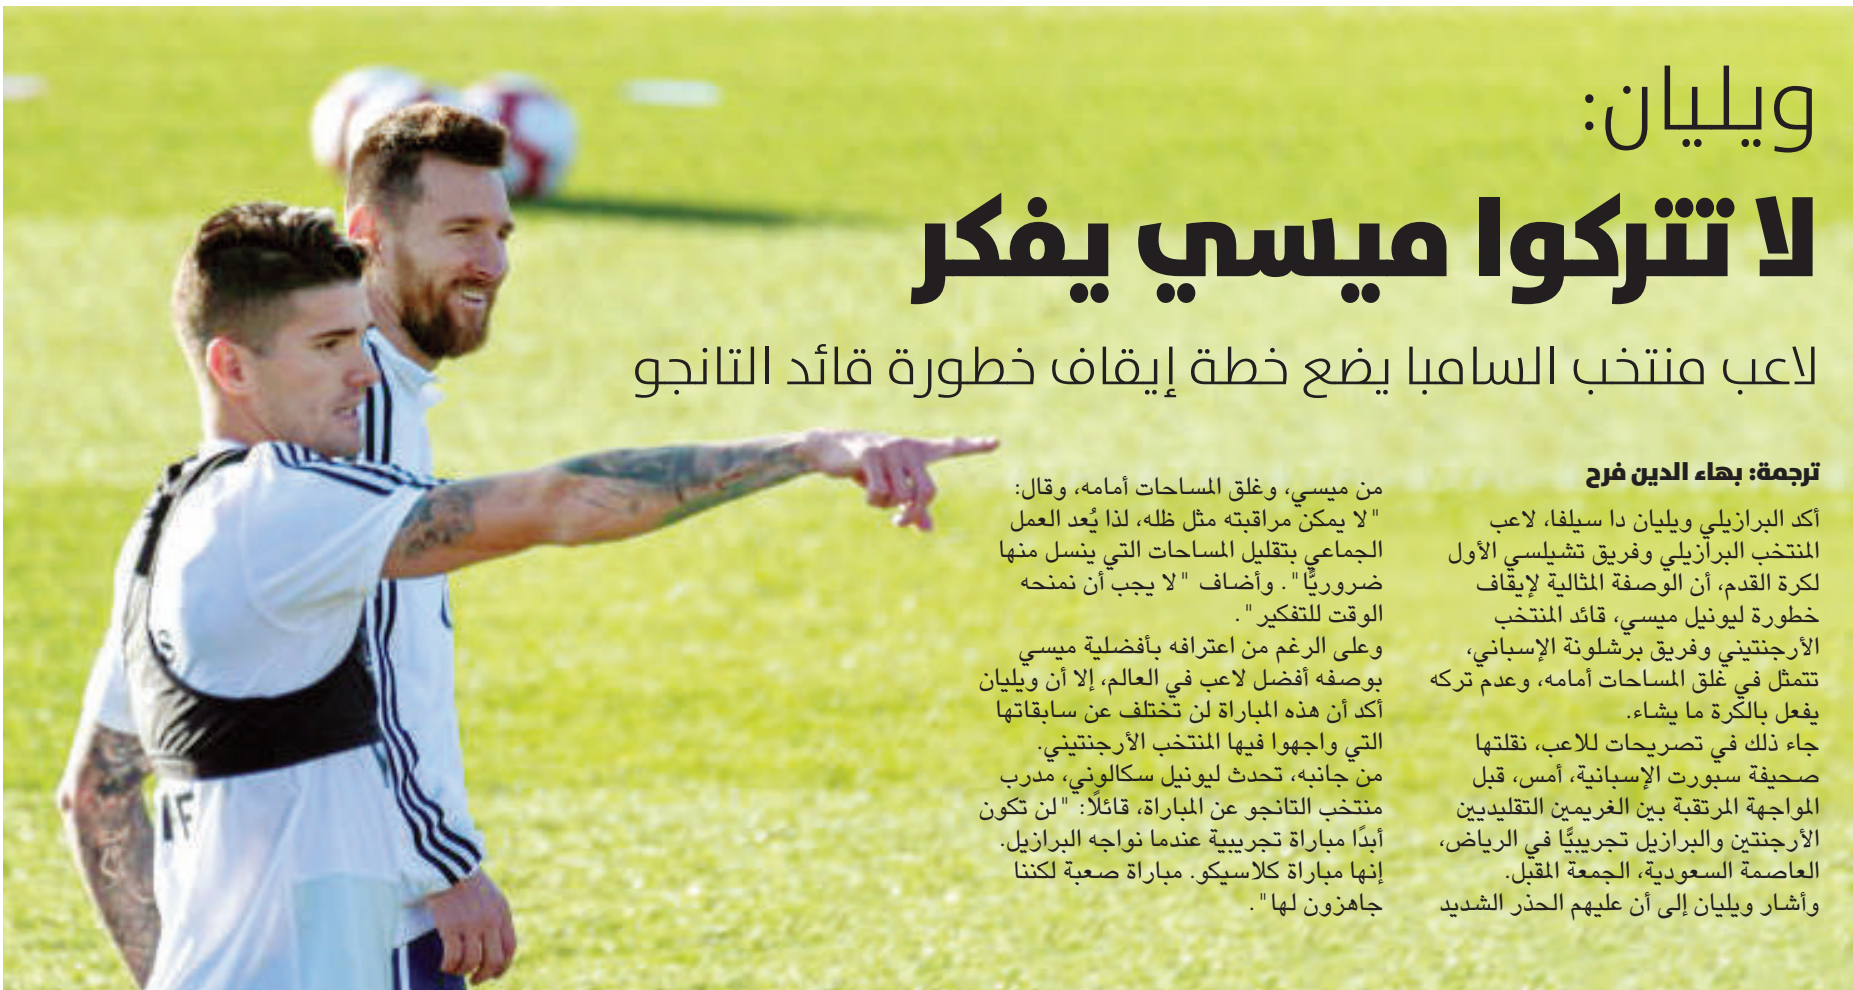 ويليان:
لا تتركوا ميسي يفكر
لاعب منتخب السامبا يضع خطة إيقاف خطورة قائد التانجو
ترجمة: بهاء الدين فرح
أكد البرازيلي ويليان دا سيلفا، لاعب
المنتخب البرازيلي وفريق تشيلسي الأول
لكرة القدم، أن الوصفة المثالية لإيقاف
خطورة ليونيل ميسي، قائد المنتخب
الأرجنتيني وفريق برشلونة الإسباني،
تتمثل في غلق المساحات أمامه، وعدم تركه
يفعل بالكرة ما يشاء.
جاء ذلك في تصريحات للاعب، نقلتها
صحيفة سبورت الإسبانية، أمس، قبل
المواجهة المرتقبة بين الغريمين التقليديين
الأرجنتين والبرازيل تجريبيًّا في الرياض،
العاصمة السعودية، الجمعة المقبل.
وأشار ويليان إلى أن عليهم الحذر الشديد
من ميسي، وغلق المساحات أمامه، وقال:
"لا يمكن مراقبته مثل ظله، لذا يُعد العمل
الجماعي بتقليل المساحات التي ينسل منها
ضروريًّا". وأضاف "لا يجب أن نمنحه
الوقت للتفكير".
وعلى الرغم من اعترافه بأفضلية ميسي
بوصفه أفضل لاعب في العالم، إلا أن ويليان
أكد أن هذه المباراة لن تختلف عن سابقاتها
التي واجهوا فيها المنتخب الأرجنتيني.
من جانبه، تحدث ليونيل سكالوني، مدرب
منتخب التانجو عن المباراة، قائلًا: "لن تكون
أبدًا مباراة تجريبية عندما نواجه البرازيل.
إنها مباراة كلاسيكو. مباراة صعبة لكننا
جاهزون لها".